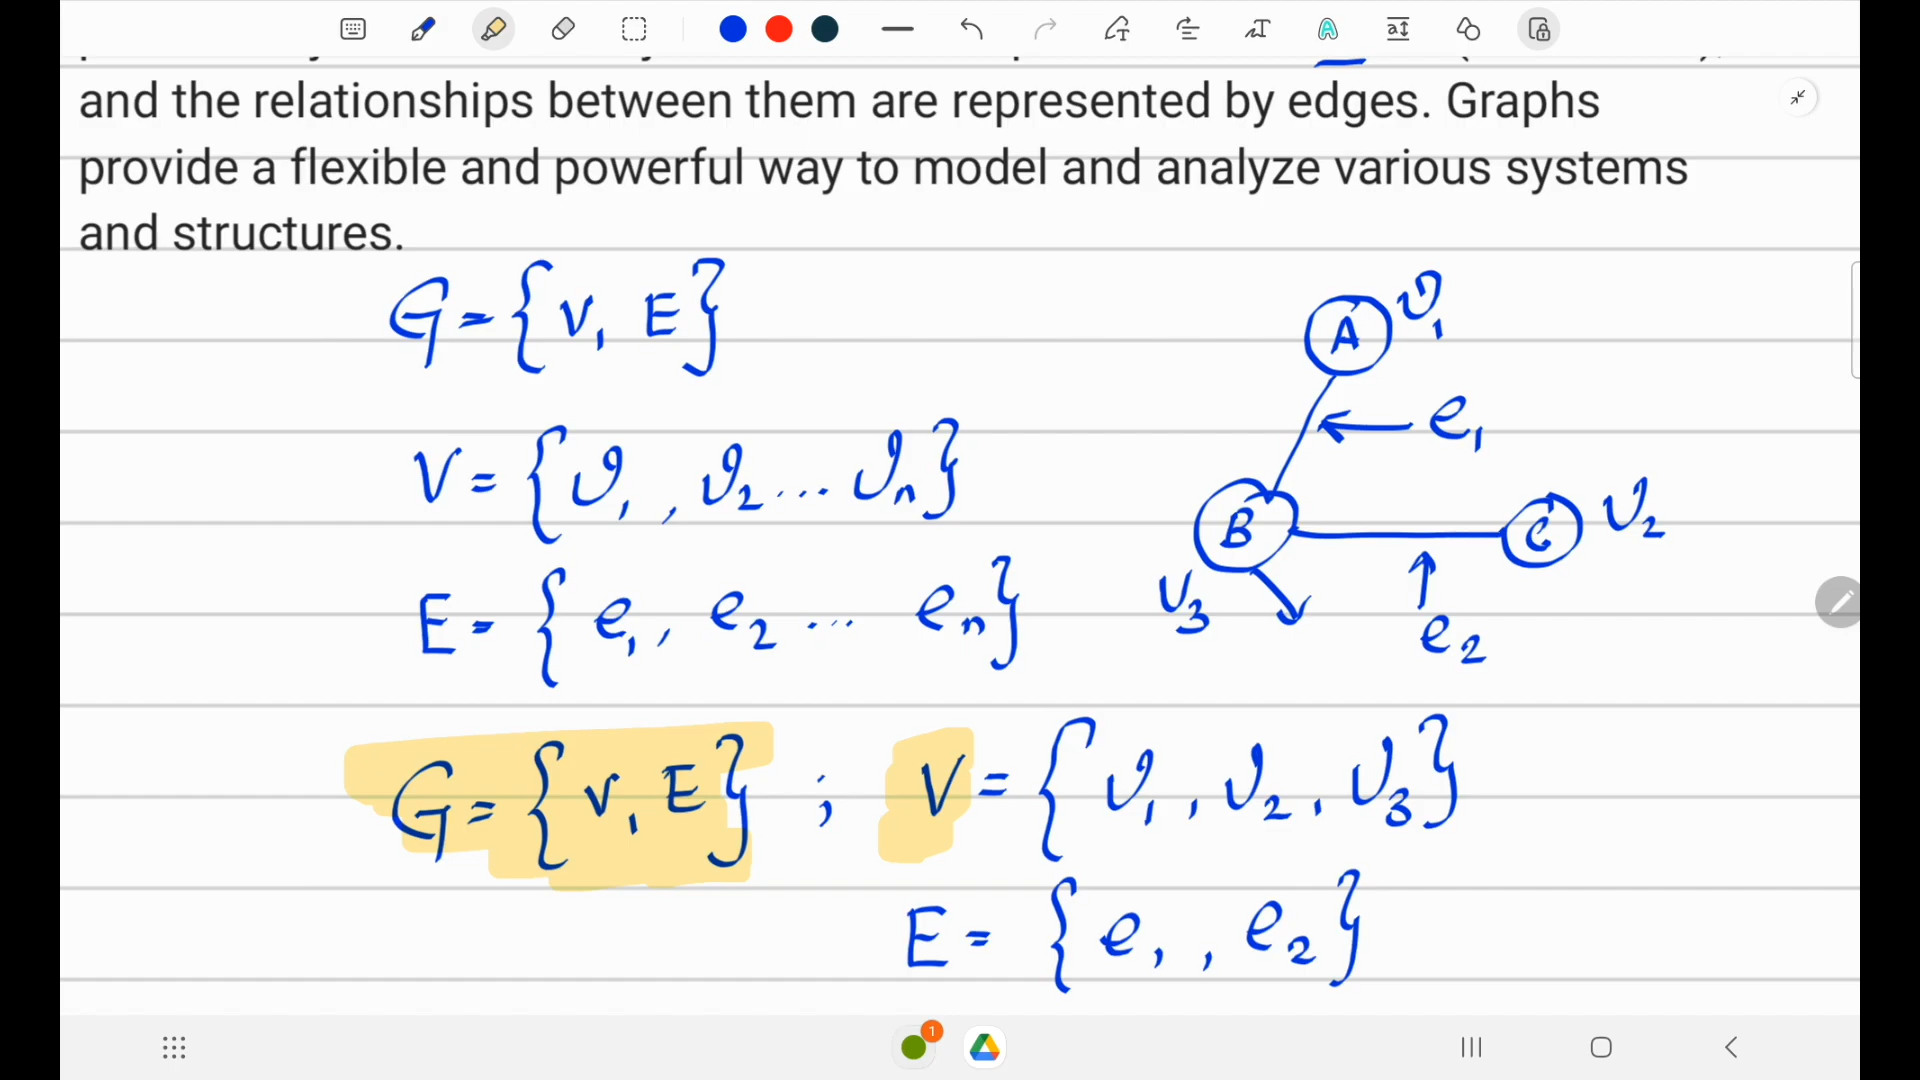 and the relationships between them are represented by edges. Graphs
provide a flexible and powerful way to model and analyze various systems
and structures.
G = {V, E}
V = {v1, v2 ... vn}
E = {e1, e2 ... en}
A v1
e1
B
C v2
v3
e2
G = {V, E} ; V = {v1, v2, v3}
E = {e1, e2}
1